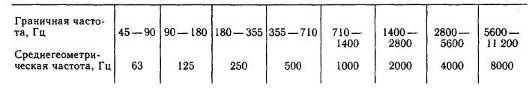 Граничная часто-
та, Гц 45—90 90—180 180—355 355—710 710— 1400— 2800— 5600—
1400 2800 5600 11 200
Среднегеометри-
ческая частота, Гц 63 125 250 500 1000 2000 4000 8000